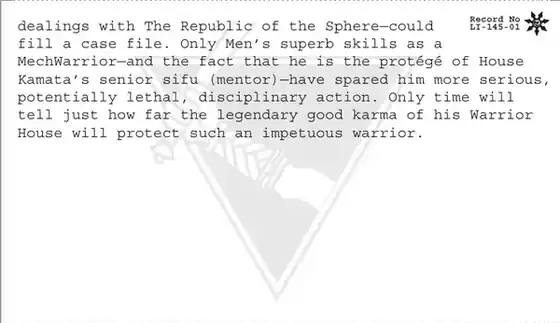 dealings with The Republic of the Sphere—could
fill a case file. Only Men's superb skills as a
MechWarrior—and the fact that he is the protégé of House
Kamata's senior sifu (mentor)—have spared him more serious,
potentially lethal, disciplinary action. Only time will
tell just how far the legendary good karma of his Warrior
House will protect such an impetuous warrior.
Record No
LI-145-01